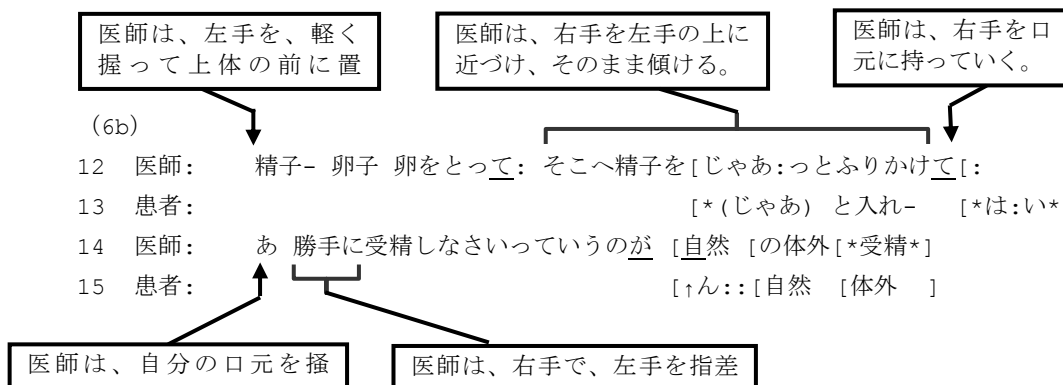 医師は、左手を、軽く
握って上体の前に置
医師は、右手を左手の上に
近づけ、そのまま傾ける。
医師は、右手を口
元に持っていく。
(6b)
12 医師: 精子- 卵子 卵をとって: そこへ精子を[じゃあ:っとふりかけて[:
13 患者: [*(じゃあ) と入れ- [*は:い*
14 医師: あ 勝手に受精しなさいっていうのが [自然 [の体外[*受精*]
15 患者: [↑ん::[自然 [体外 ]
医師は、自分の口元を掻
医師は、右手で、左手を指差